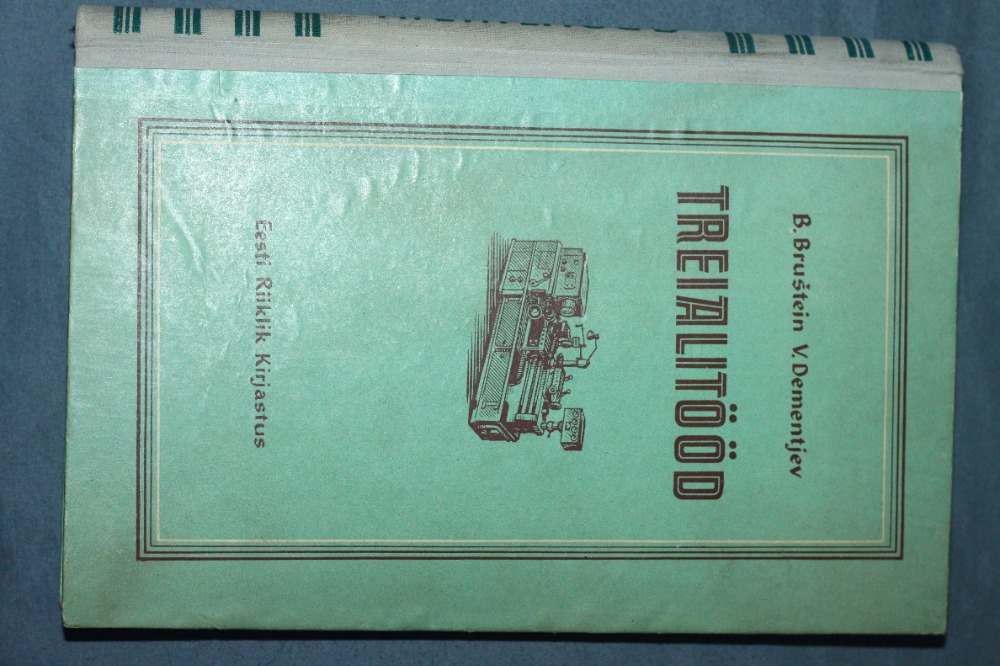 B. Bruštein V. Dementjev
TREIALITÖÖD
Eesti Riiklik Kirjastus